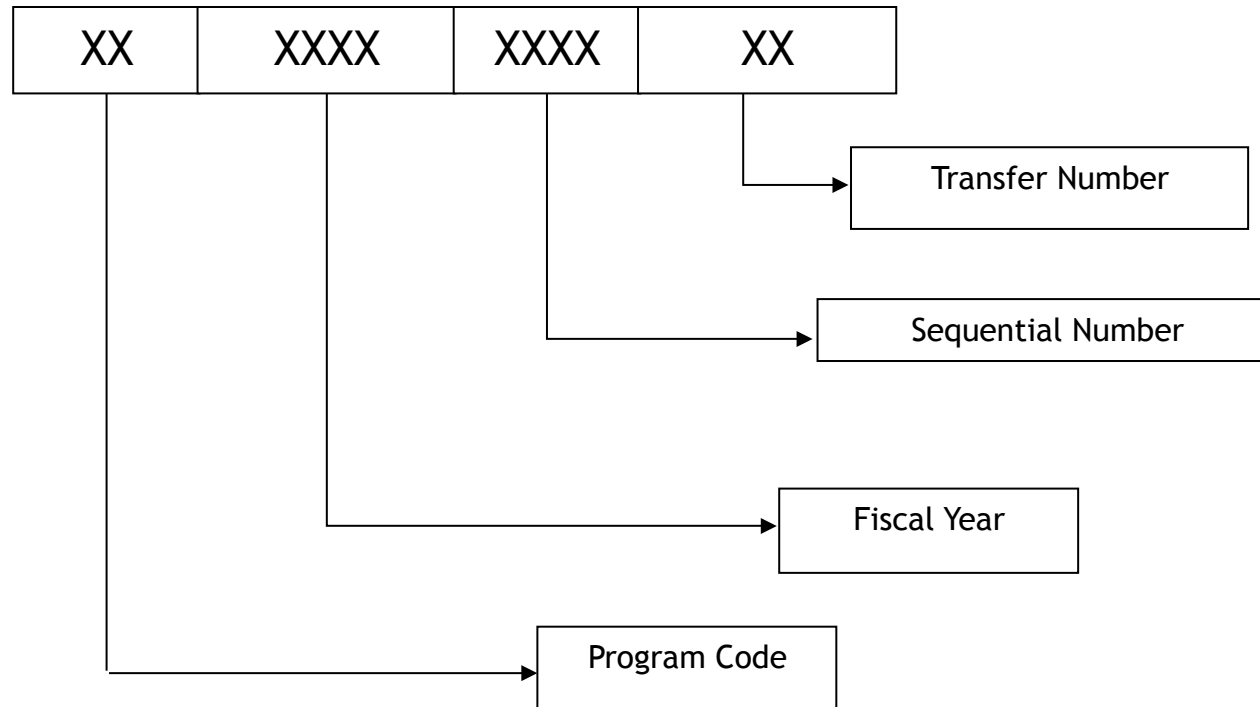 XX XXXX XXXX XX
Transfer Number
Sequential Number
Fiscal Year
Program Code